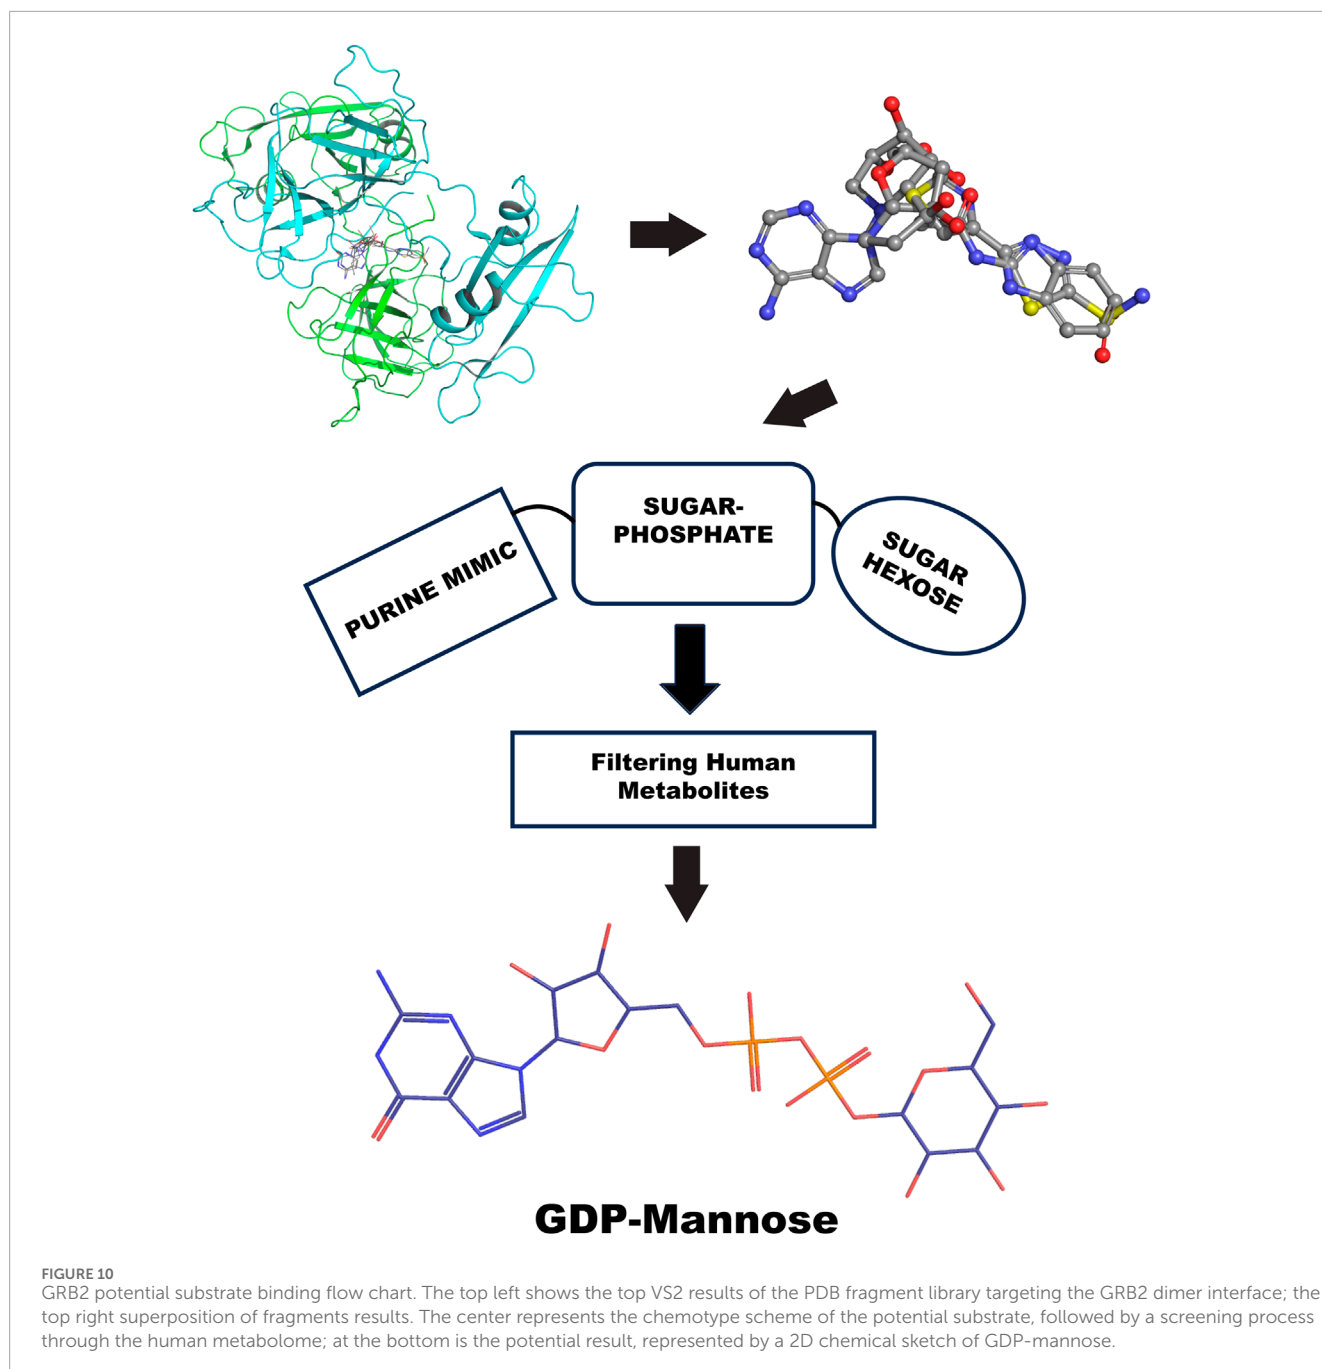 SUGAR-
PHOSPHATE
PURINE MIMIC
SUGAR
HEXOSE
Filtering Human
Metabolites
GDP-Mannose
FIGURE 10
GRB2 potential substrate binding flow chart. The top left shows the top VS2 results of the PDB fragment library targeting the GRB2 dimer interface; the
top right superposition of fragments results. The center represents the chemotype scheme of the potential substrate, followed by a screening process
through the human metabolome; at the bottom is the potential result, represented by a 2D chemical sketch of GDP-mannose.